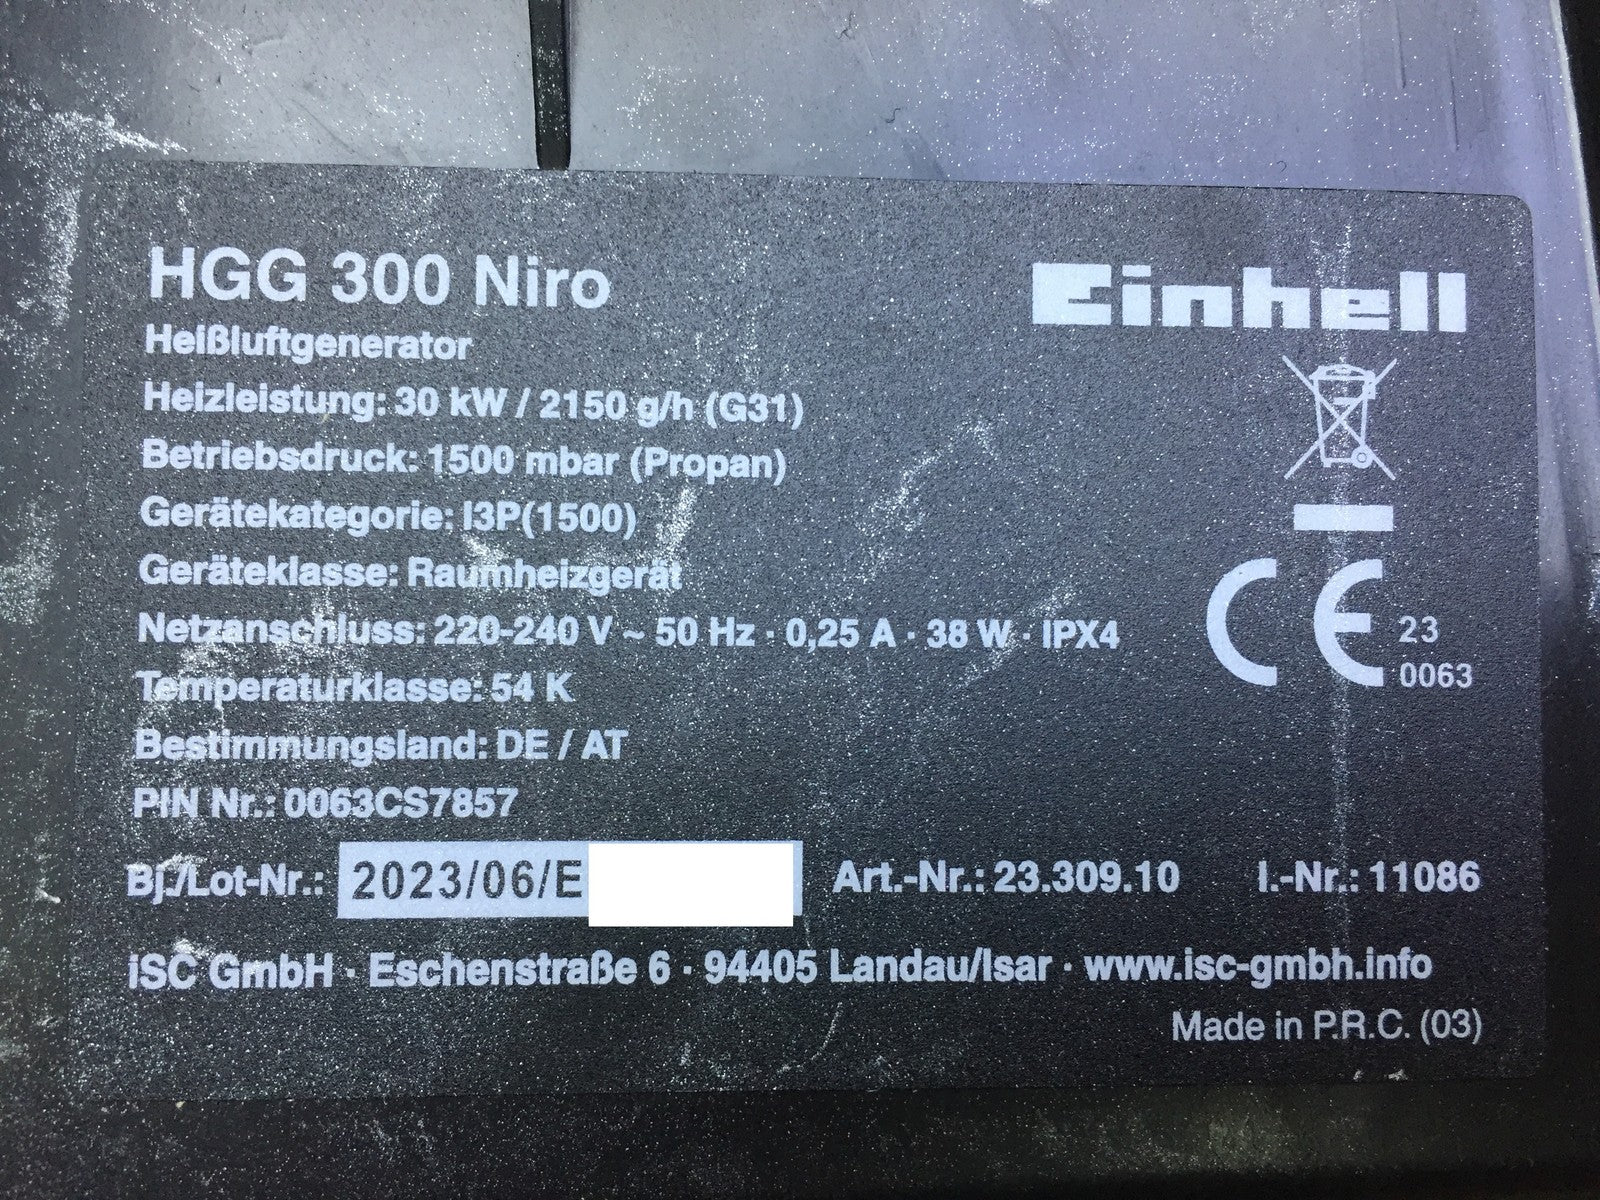 HGG 300 Niro
Einhell
Heißluftgenerator
Heizleistung: 30 kW / 2150 g/h (G31)
Betriebsdruck: 1500 mbar (Propan)
Gerätekategorie: I3P(1500)
Geräteklasse: Raumheizgerät
Netzanschluss: 220-240 V ~ 50 Hz · 0,25 A · 38 W · IPX4
Temperaturklasse: 54 K
Bestimmungsland: DE / AT
PIN Nr.: 0063CS7857
CE 23
0063
Bj./Lot-Nr.: 2023/06/E Art.-Nr.: 23.309.10 I.-Nr.: 11086
iSC GmbH · Eschenstraße 6 · 94405 Landau/Isar · www.isc-gmbh.info
Made in P.R.C. (03)